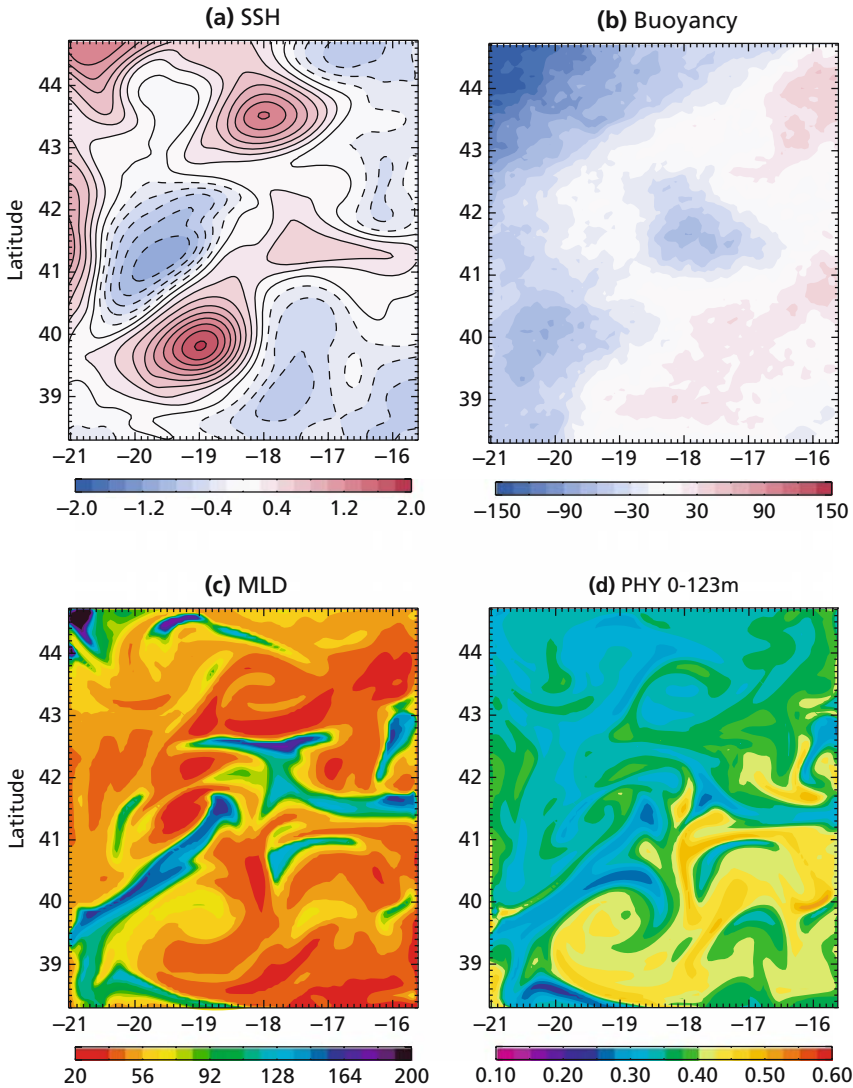 (a) SSH
(b) Buoyancy
Latitude
44
43
42
41
40
39
−21 −20 −19 −18 −17 −16
−2.0 −1.2 −0.4 0.4 1.2 2.0
44
43
42
41
40
39
−21 −20 −19 −18 −17 −16
−150 −90 −30 30 90 150
(c) MLD
(d) PHY 0-123m
Latitude
44
43
42
41
40
39
−21 −20 −19 −18 −17 −16
20 56 92 128 164 200
44
43
42
41
40
39
−21 −20 −19 −18 −17 −16
0.10 0.20 0.30 0.40 0.50 0.60